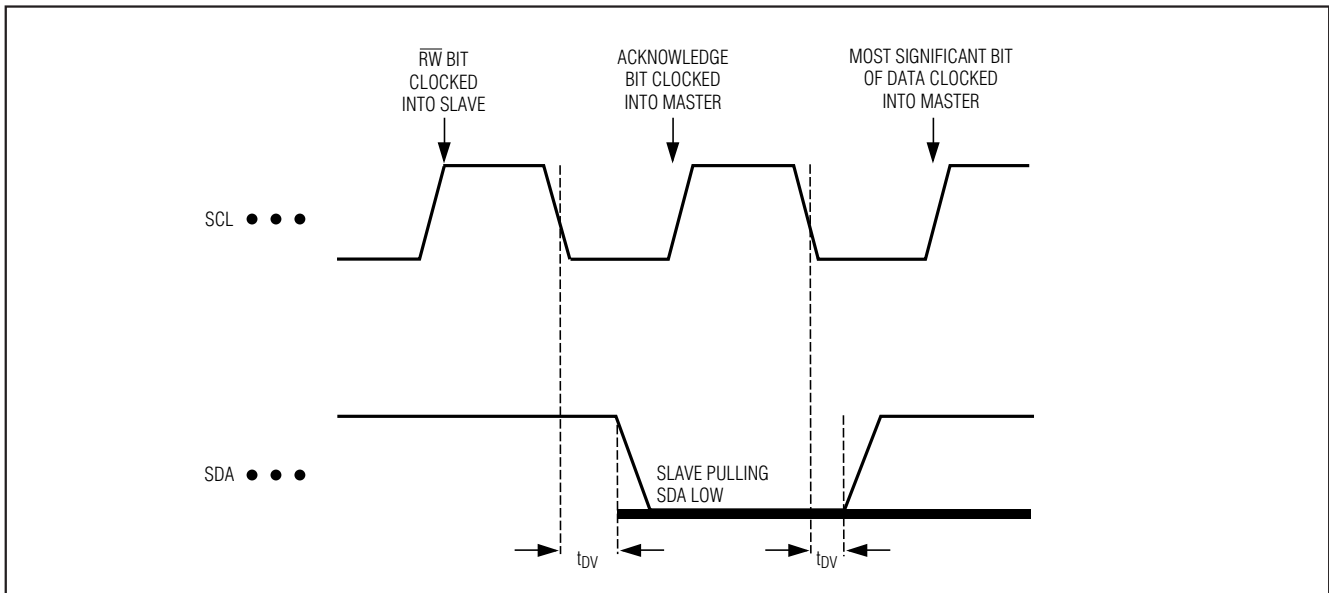 RW BIT
CLOCKED
INTO SLAVE
ACKNOWLEDGE
BIT CLOCKED
INTO MASTER
MOST SIGNIFICANT BIT
OF DATA CLOCKED
INTO MASTER
SCL
SDA
SLAVE PULLING
SDA LOW
tDV
tDV